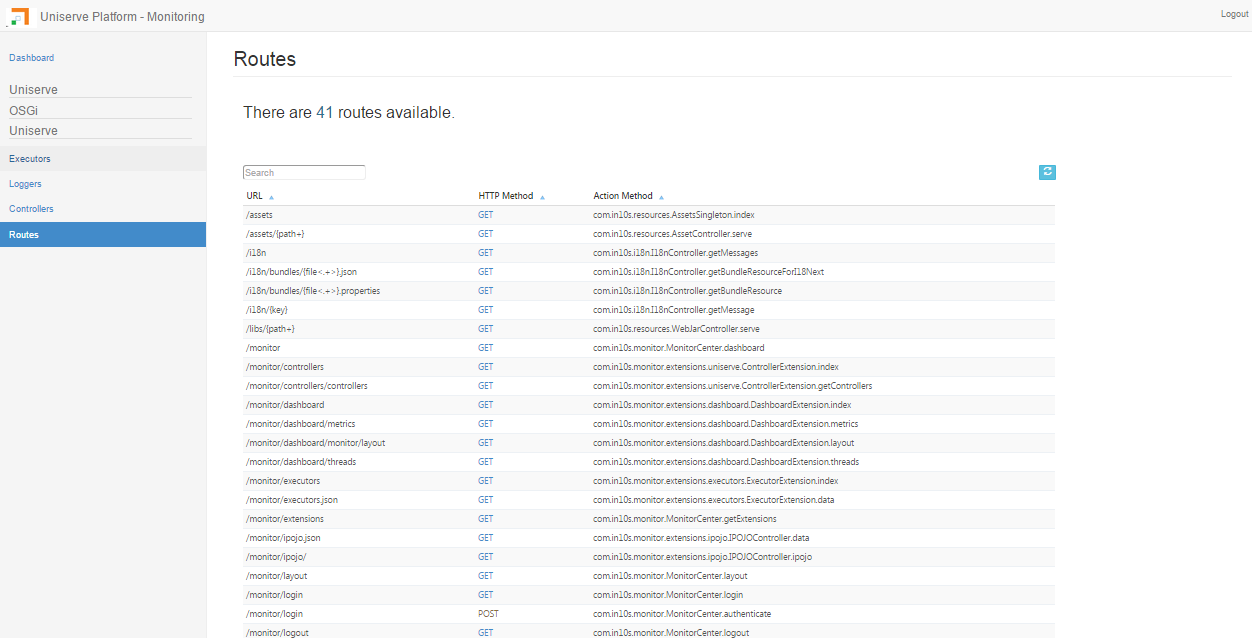 Uniserve Platform - Monitoring
Logout
Dashboard
Uniserve
OSGi
Uniserve
Executors
Loggers
Controllers
Routes
Routes
There are 41 routes available.
Search
URL HTTP Method Action Method
/assets GET com.in10s.resources.AssetsSingleton.index
/assets/{path+} GET com.in10s.resources.AssetController.serve
/i18n GET com.in10s.i18n.I18nController.getMessages
/i18n/bundles/{file<.+>}.json GET com.in10s.i18n.I18nController.getBundleResourceForI18Next
/i18n/bundles/{file<.+>}.properties GET com.in10s.i18n.I18nController.getBundleResource
/i18n/{key} GET com.in10s.i18n.I18nController.getMessage
/libs/{path+} GET com.in10s.resources.WebJarController.serve
/monitor GET com.in10s.monitor.MonitorCenter.dashboard
/monitor/controllers GET com.in10s.monitor.extensions.uniserve.ControllerExtension.index
/monitor/controllers/controllers GET com.in10s.monitor.extensions.uniserve.ControllerExtension.getControllers
/monitor/dashboard GET com.in10s.monitor.extensions.dashboard.DashboardExtension.index
/monitor/dashboard/metrics GET com.in10s.monitor.extensions.dashboard.DashboardExtension.metrics
/monitor/dashboard/monitor/layout GET com.in10s.monitor.extensions.dashboard.DashboardExtension.layout
/monitor/dashboard/threads GET com.in10s.monitor.extensions.dashboard.DashboardExtension.threads
/monitor/executors GET com.in10s.monitor.extensions.executors.ExecutorExtension.index
/monitor/executors.json GET com.in10s.monitor.extensions.executors.ExecutorExtension.data
/monitor/extensions GET com.in10s.monitor.MonitorCenter.getExtensions
/monitor/ipojo.json GET com.in10s.monitor.extensions.ipojo.IPOJOController.data
/monitor/ipojo/ GET com.in10s.monitor.extensions.ipojo.IPOJOController.ipojo
/monitor/layout GET com.in10s.monitor.MonitorCenter.layout
/monitor/login GET com.in10s.monitor.MonitorCenter.login
/monitor/login POST com.in10s.monitor.MonitorCenter.authenticate
/monitor/logout GET com.in10s.monitor.MonitorCenter.logout